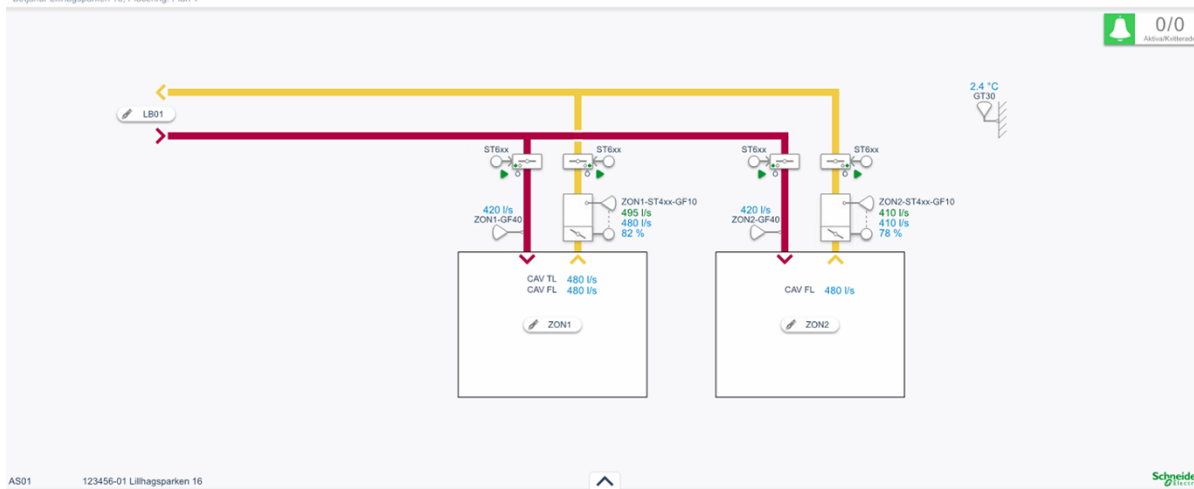 0/0
Aktiva/Kvitterade
LB01
2.4 °C
GT30
ST6xx
ST6xx
ST6xx
ST6xx
420 l/s
ZON1-GF40
ZON1-ST4xx-GF10
495 l/s
480 l/s
82 %
420 l/s
ZON2-GF40
ZON2-ST4xx-GF10
410 l/s
410 l/s
78 %
CAV TL 480 l/s
CAV FL 480 l/s
CAV FL 480 l/s
ZON1
ZON2
AS01
123456-01 Lillhagsparken 16